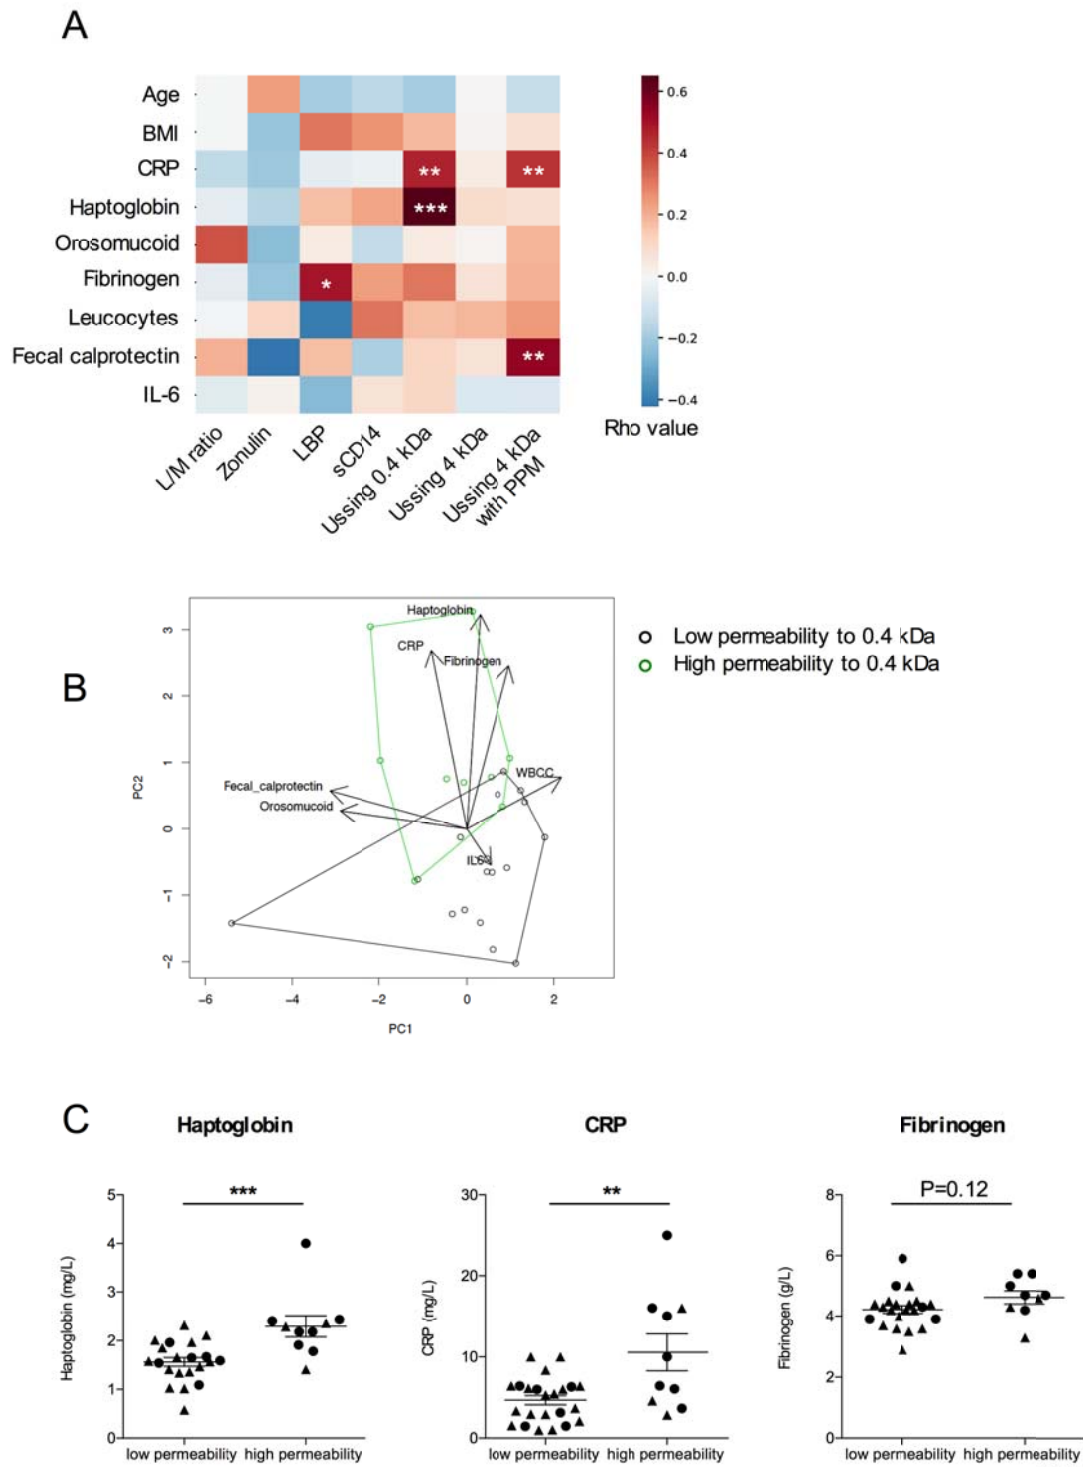 A
Age
BMI
CRP
Haptoglobin
Orosomucoid
Fibrinogen
Leucocytes
Fecal calprotectin
IL-6
**
**
***
*
**
L/M ratio
Zonulin
LBP
sCD14
Ussing 0.4 kDa
Ussing 4 kDa
Ussing 4 kDa
with PPM
0.6
0.4
0.2
0.0
−0.2
−0.4
Rho value
B
Haptoglobin
CRP
Fibrinogen
WBCC
Fecal_calprotectin
Orosomucoid
IL6
PC2
3
2
1
0
−1
−2
−6
−4
−2
0
2
PC1
Low permeability to 0.4 kDa
High permeability to 0.4 kDa
C
Haptoglobin
***
Haptoglobin (mg/L)
5
4
3
2
1
0
low permeability
high permeability
CRP
**
CRP (mg/L)
30
20
10
0
low permeability
high permeability
Fibrinogen
P=0.12
Fibrinogen (g/L)
8
6
4
2
0
low permeability
high permeability